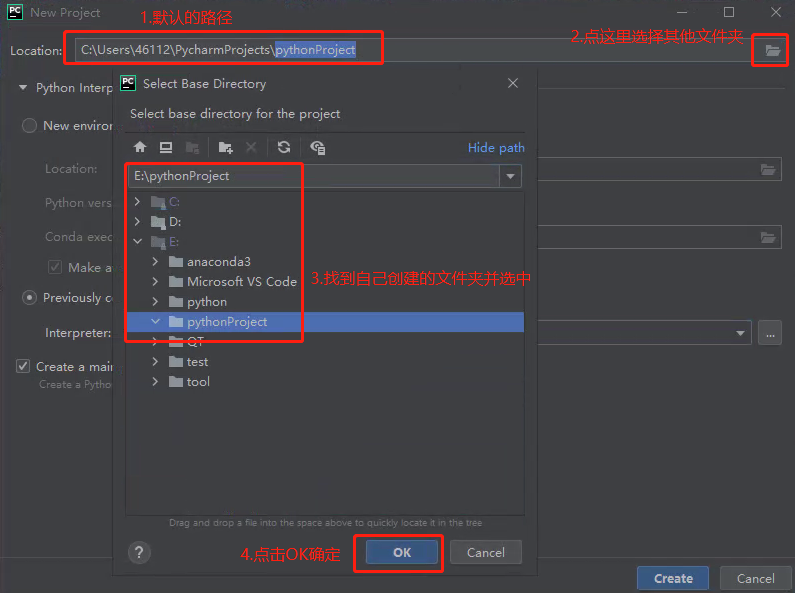 PC New Project
1.默认的路径
Location: C:\Users\46112\PycharmProjects\pythonProject
2.点这里选择其他文件夹
Python Interp
New environ
Location:
Python vers
Conda exec
Make a
Previously c
Interpreter:
...
Create a main
Create a Pytho
PC Select Base Directory
Select base directory for the project
Hide path
E:\pythonProject
C:
D:
E:
anaconda3
Microsoft VS Code
3.找到自己创建的文件夹并选中
python
pythonProject
QT
test
tool
Drag and drop a file into the space above to quickly locate it in the tree
?
4.点击OK确定
OK
Cancel
Create
Cancel